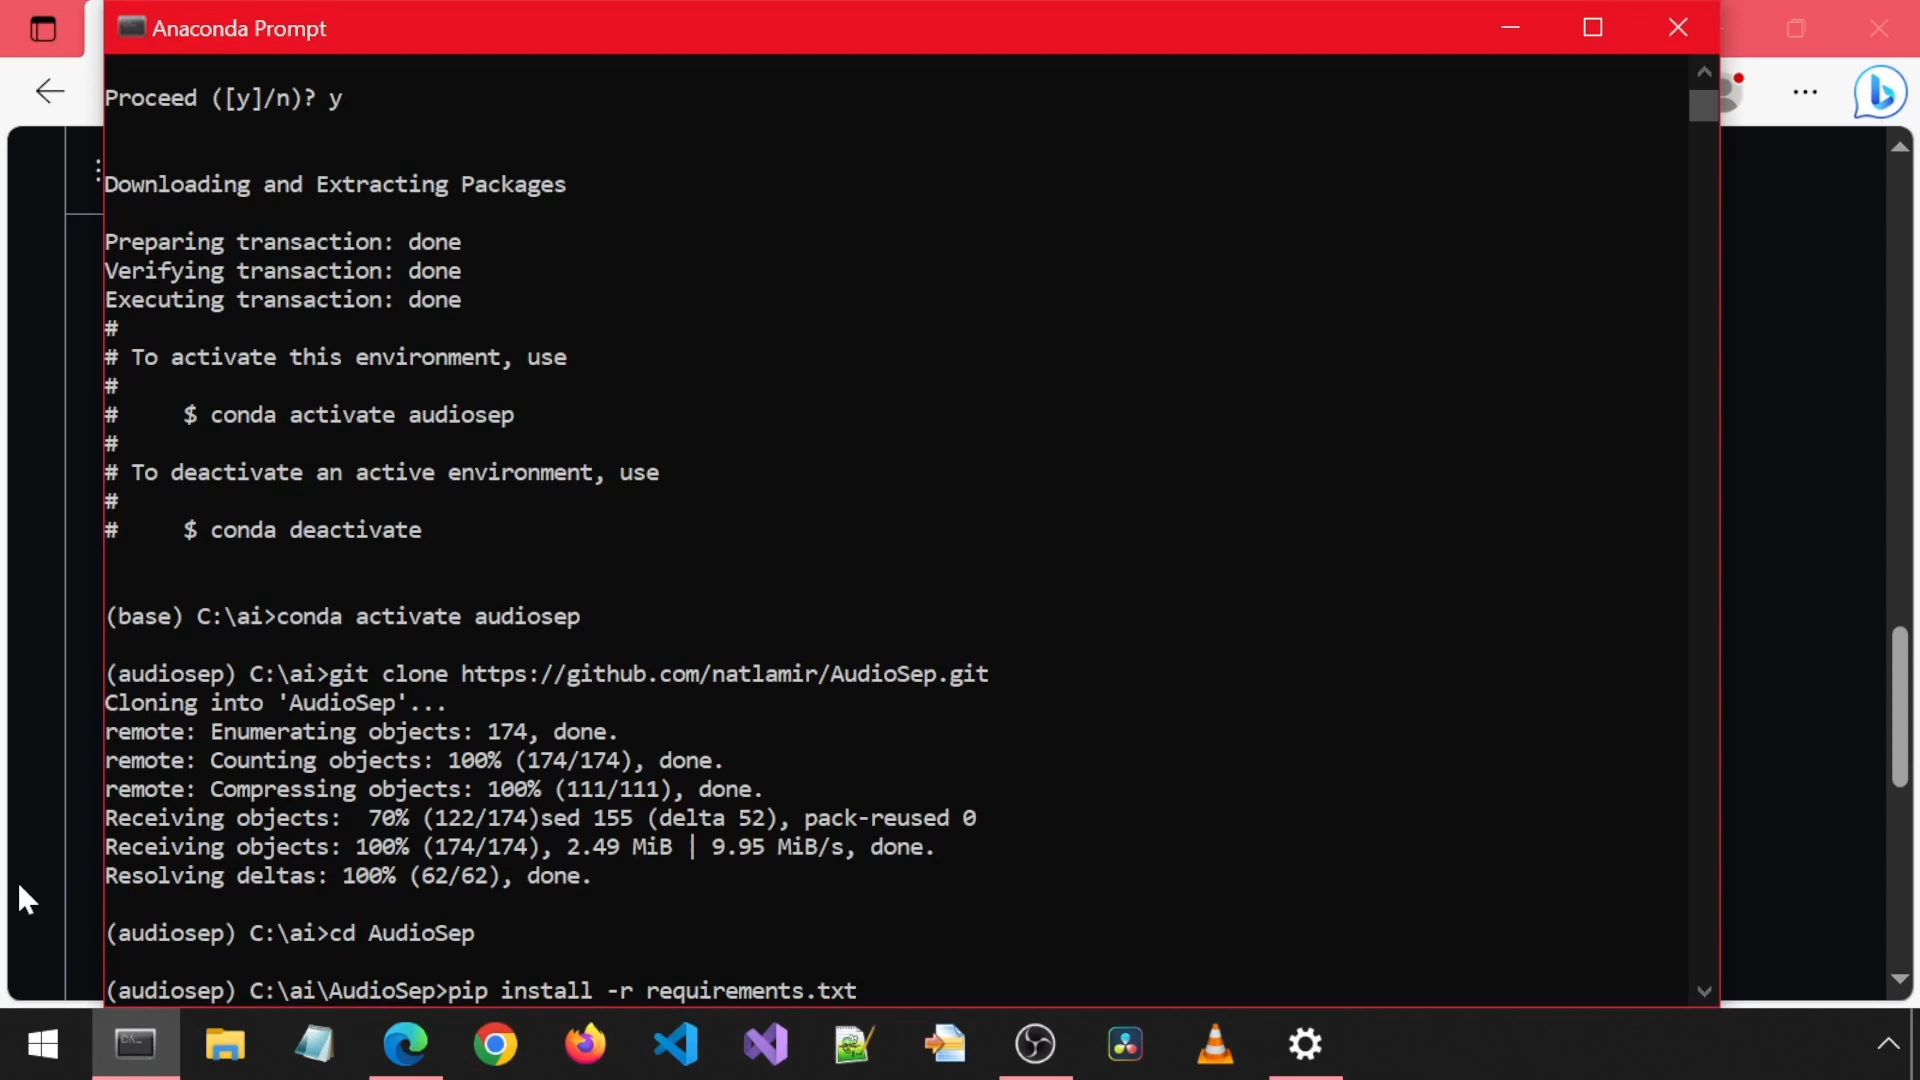 Anaconda Prompt
Proceed ([y]/n)? y
Downloading and Extracting Packages
Preparing transaction: done
Verifying transaction: done
Executing transaction: done
#
# To activate this environment, use
#
#     $ conda activate audiosep
#
# To deactivate an active environment, use
#
#     $ conda deactivate
(base) C:\ai>conda activate audiosep
(audiosep) C:\ai>git clone https://github.com/natlamir/AudioSep.git
Cloning into 'AudioSep'...
remote: Enumerating objects: 174, done.
remote: Counting objects: 100% (174/174), done.
remote: Compressing objects: 100% (111/111), done.
Receiving objects:  70% (122/174)sed 155 (delta 52), pack-reused 0
Receiving objects: 100% (174/174), 2.49 MiB | 9.95 MiB/s, done.
Resolving deltas: 100% (62/62), done.
(audiosep) C:\ai>cd AudioSep
(audiosep) C:\ai\AudioSep>pip install -r requirements.txt